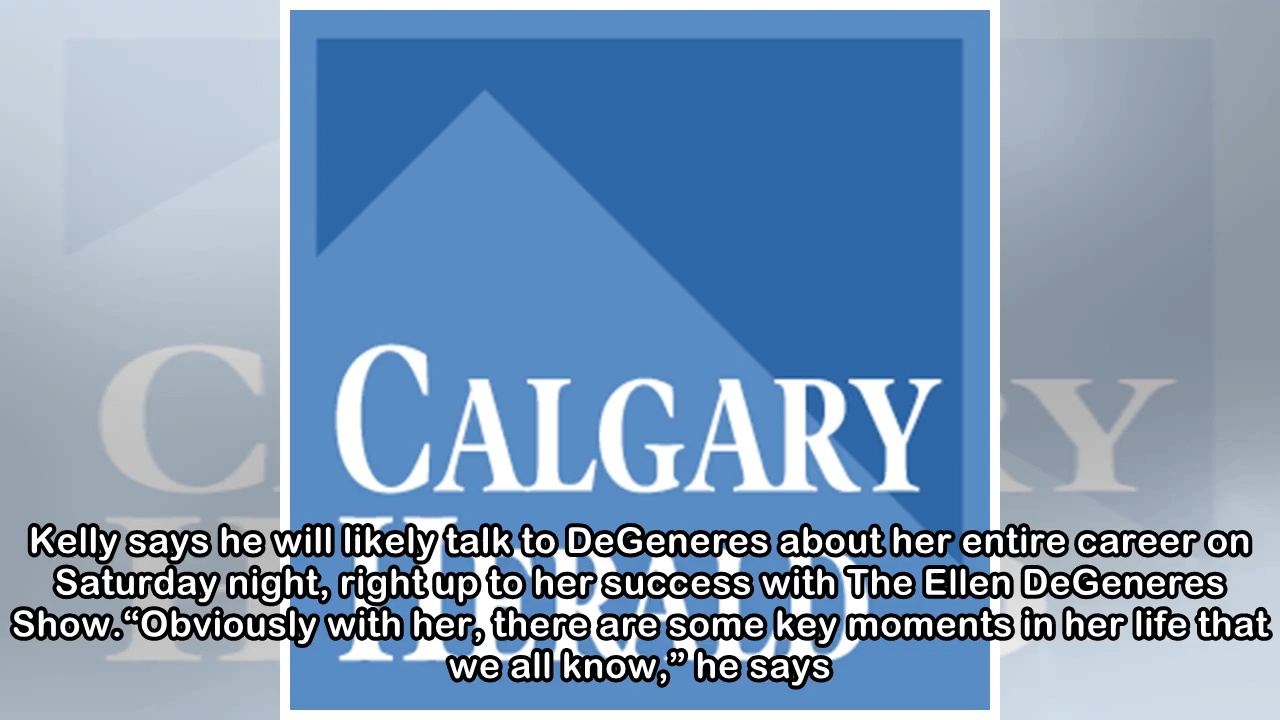 CALGARY
HERALD
Kelly says he will likely talk to DeGeneres about her entire career on
Saturday night, right up to her success with The Ellen DeGeneres
Show.“Obviously with her, there are some key moments in her life that
we all know,” he says